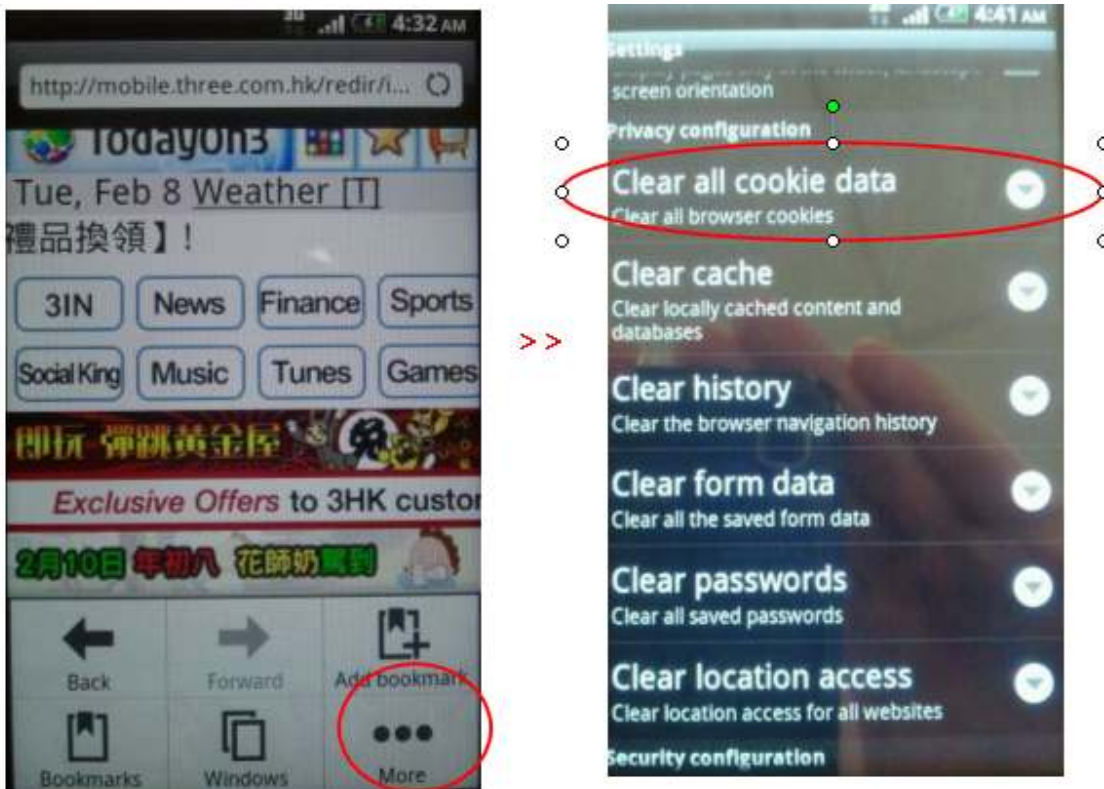 3G 4:32 AM
http://mobile.three.com.hk/redir/i...
TodayOn3
Tue, Feb 8 Weather [T]
禮品換領】!
3IN News Finance Sports
Social King Music Tunes Games
即玩 彈跳黃金屋
Exclusive Offers to 3HK custo
2月10日 年初八 花師奶駕到
Back Forward Add bookmark
Bookmarks Windows More
>>
4:41 AM
Settings
screen orientation
Privacy configuration
Clear all cookie data
Clear all browser cookies
Clear cache
Clear locally cached content and
databases
Clear history
Clear the browser navigation history
Clear form data
Clear all the saved form data
Clear passwords
Clear all saved passwords
Clear location access
Clear location access for all websites
Security configuration